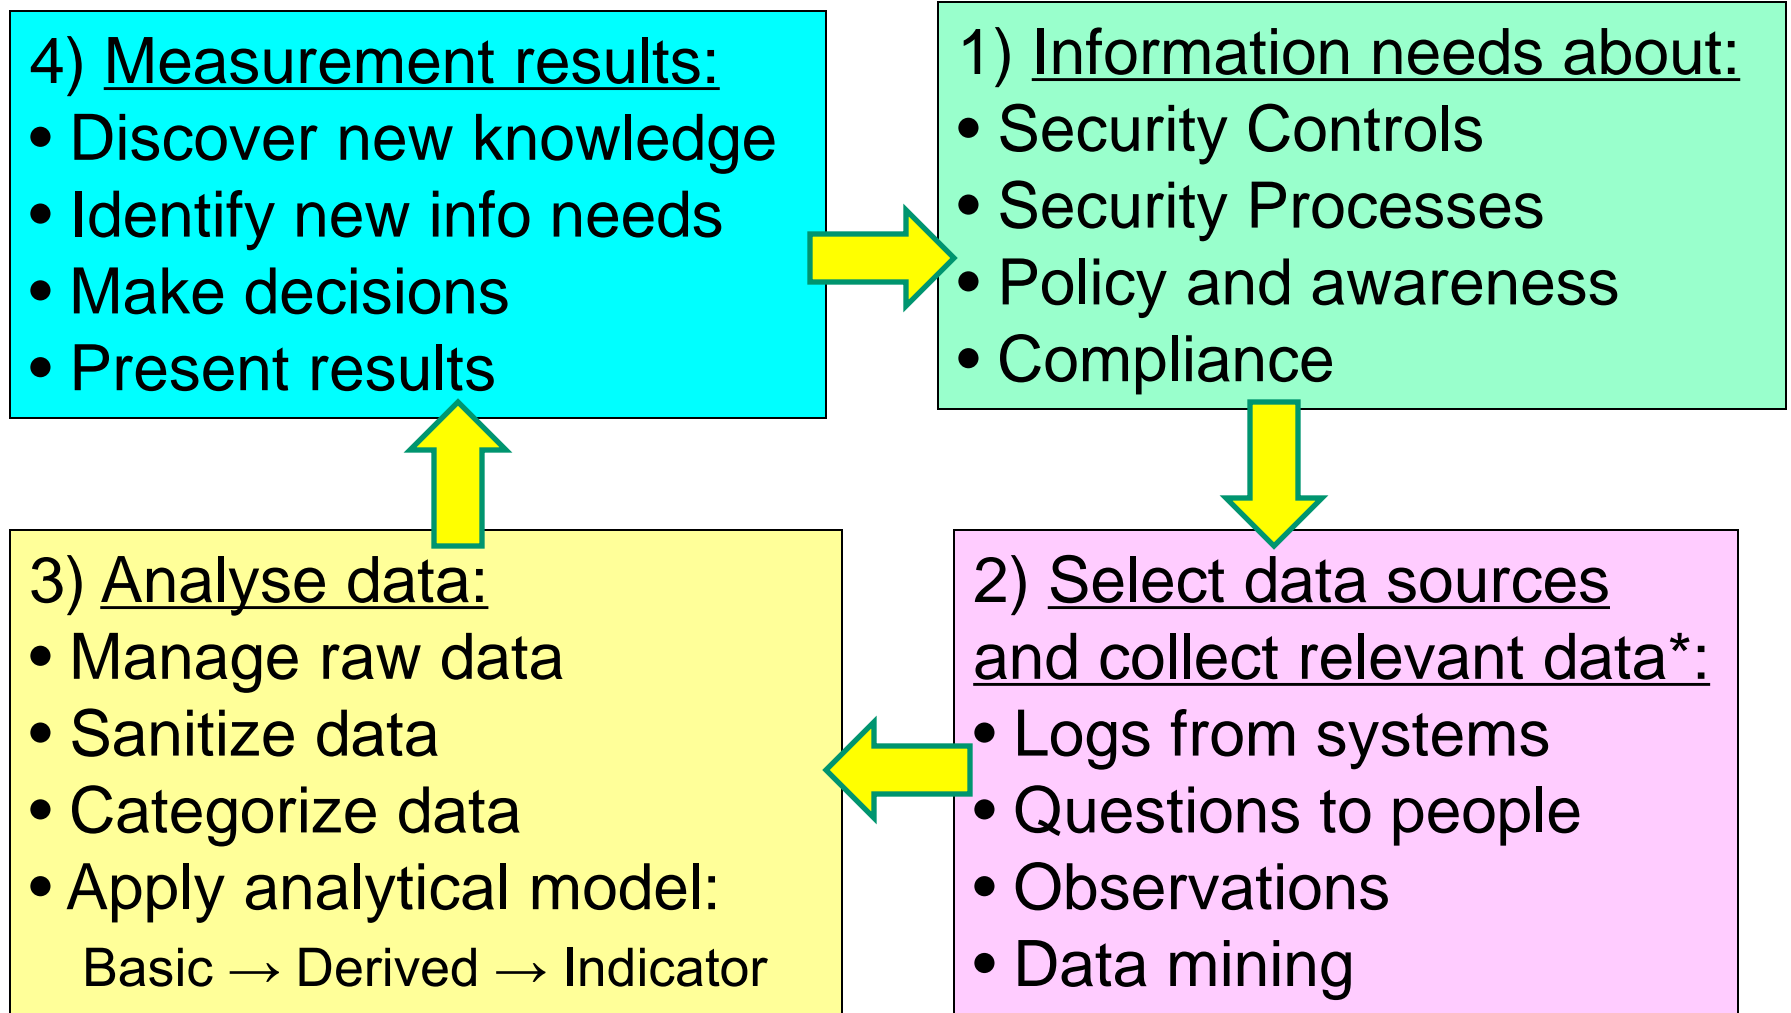 4) Measurement results:
• Discover new knowledge
• Identify new info needs
• Make decisions
• Present results
1) Information needs about:
• Security Controls
• Security Processes
• Policy and awareness
• Compliance
3) Analyse data:
• Manage raw data
• Sanitize data
• Categorize data
• Apply analytical model:
Basic → Derived → Indicator
2) Select data sources
and collect relevant data*:
• Logs from systems
• Questions to people
• Observations
• Data mining